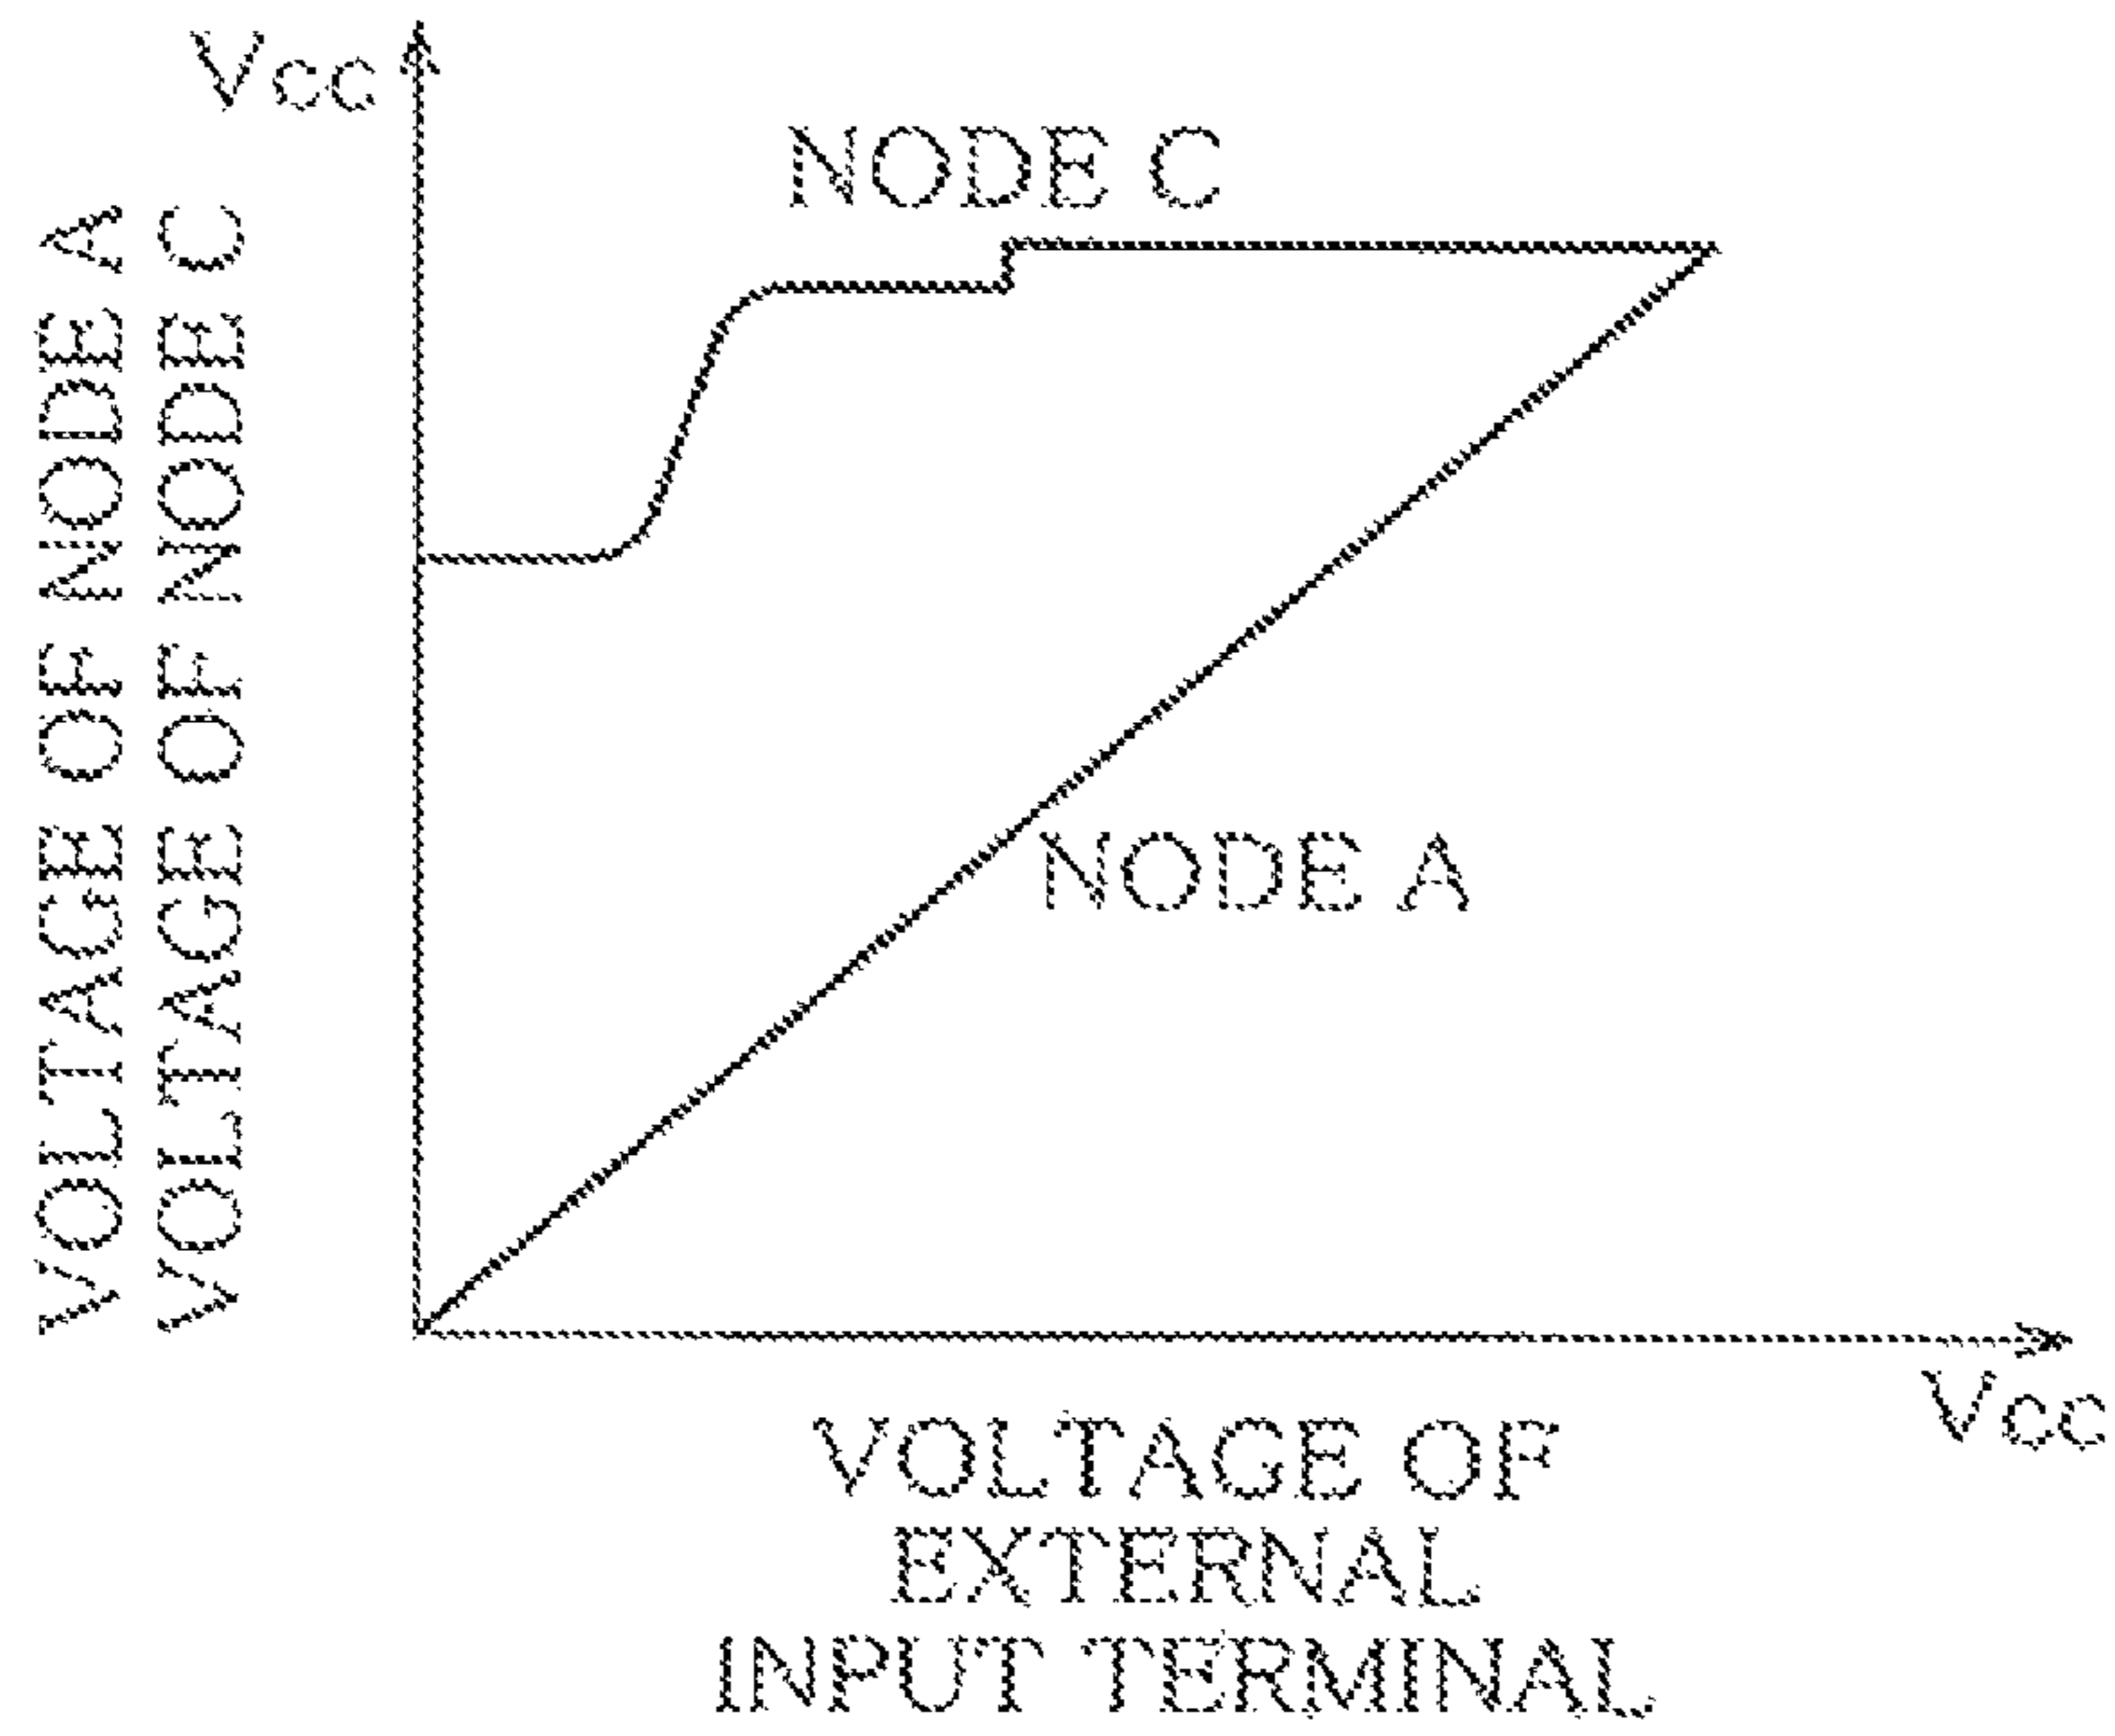 Vcc
VOLTAGE OF NODE A
VOLTAGE OF NODE C
NODE C
NODE A
Vcc
VOLTAGE OF
EXTERNAL
INPUT TERMINAL